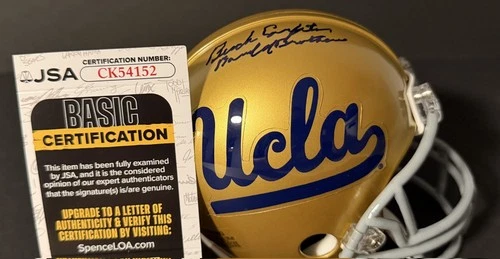 CERTIFICATION NUMBER:
JSA CK54152
BASIC
CERTIFICATION
This item has been fully examined
by JSA, and it is the considered
opinion of our expert authenticators
that the signature(s) is/are genuine.
UPGRADE TO A LETTER OF
AUTHENTICITY & VERIFY THIS
CERTIFICATION BY VISITING:
SpenceLOA.com
Brothers
Ucla